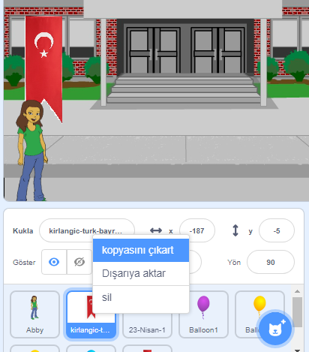 Kukla kirlangic-turk-bayr... x -187 y -5
Göster Yön 90
kopyasını çıkart
Dışarıya aktar
sil
Abby kirlangic-t... 23-Nisan-1 Balloon1